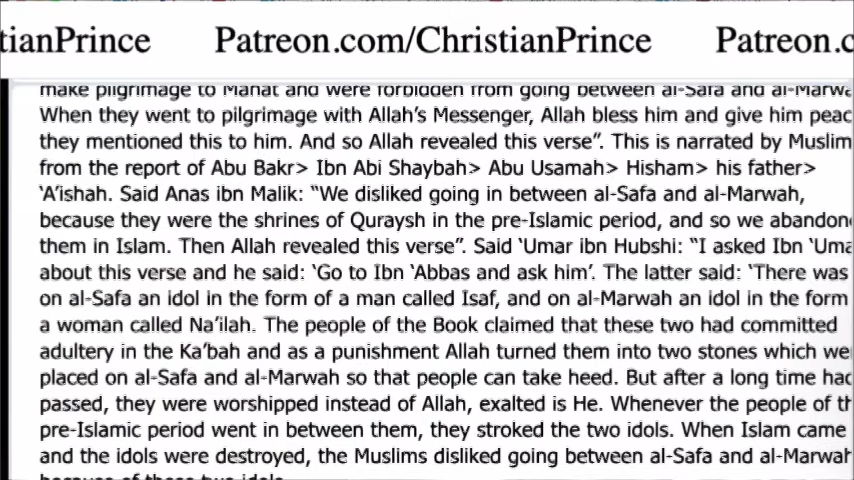 tianPrince Patreon.com/ChristianPrince Patreon.c
make pilgrimage to Manat and were forbidden from going between al-Safa and al-Marwa
When they went to pilgrimage with Allah's Messenger, Allah bless him and give him peac
they mentioned this to him. And so Allah revealed this verse". This is narrated by Muslim
from the report of Abu Bakr> Ibn Abi Shaybah> Abu Usamah> Hisham> his father>
'A'ishah. Said Anas ibn Malik: "We disliked going in between al-Safa and al-Marwah,
because they were the shrines of Quraysh in the pre-Islamic period, and so we abandon
them in Islam. Then Allah revealed this verse". Said 'Umar ibn Hubshi: "I asked Ibn 'Uma
about this verse and he said: 'Go to Ibn 'Abbas and ask him'. The latter said: 'There was
on al-Safa an idol in the form of a man called Isaf, and on al-Marwah an idol in the form
a woman called Na'ilah. The people of the Book claimed that these two had committed
adultery in the Ka'bah and as a punishment Allah turned them into two stones which we
placed on al-Safa and al-Marwah so that people can take heed. But after a long time had
passed, they were worshipped instead of Allah, exalted is He. Whenever the people of th
pre-Islamic period went in between them, they stroked the two idols. When Islam came
and the idols were destroyed, the Muslims disliked going between al-Safa and al-Marwah
because of these two idols